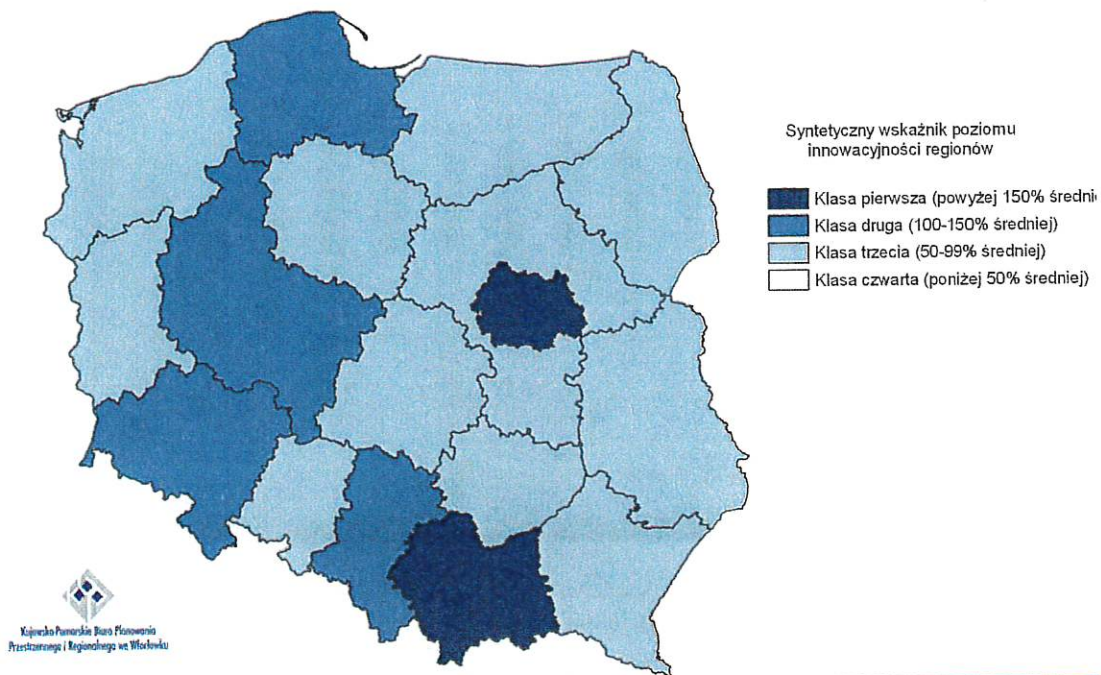 Syntetyczny wskaźnik poziomu
innowacyjności regionów
Klasa pierwsza (powyżej 150% średni
Klasa druga (100-150% średniej)
Klasa trzecia (50-99% średniej)
Klasa czwarta (poniżej 50% średniej)
Kujawsko-Pomorskie Biuro Planowania
Przestrzennego i Regionalnego we Włocławku